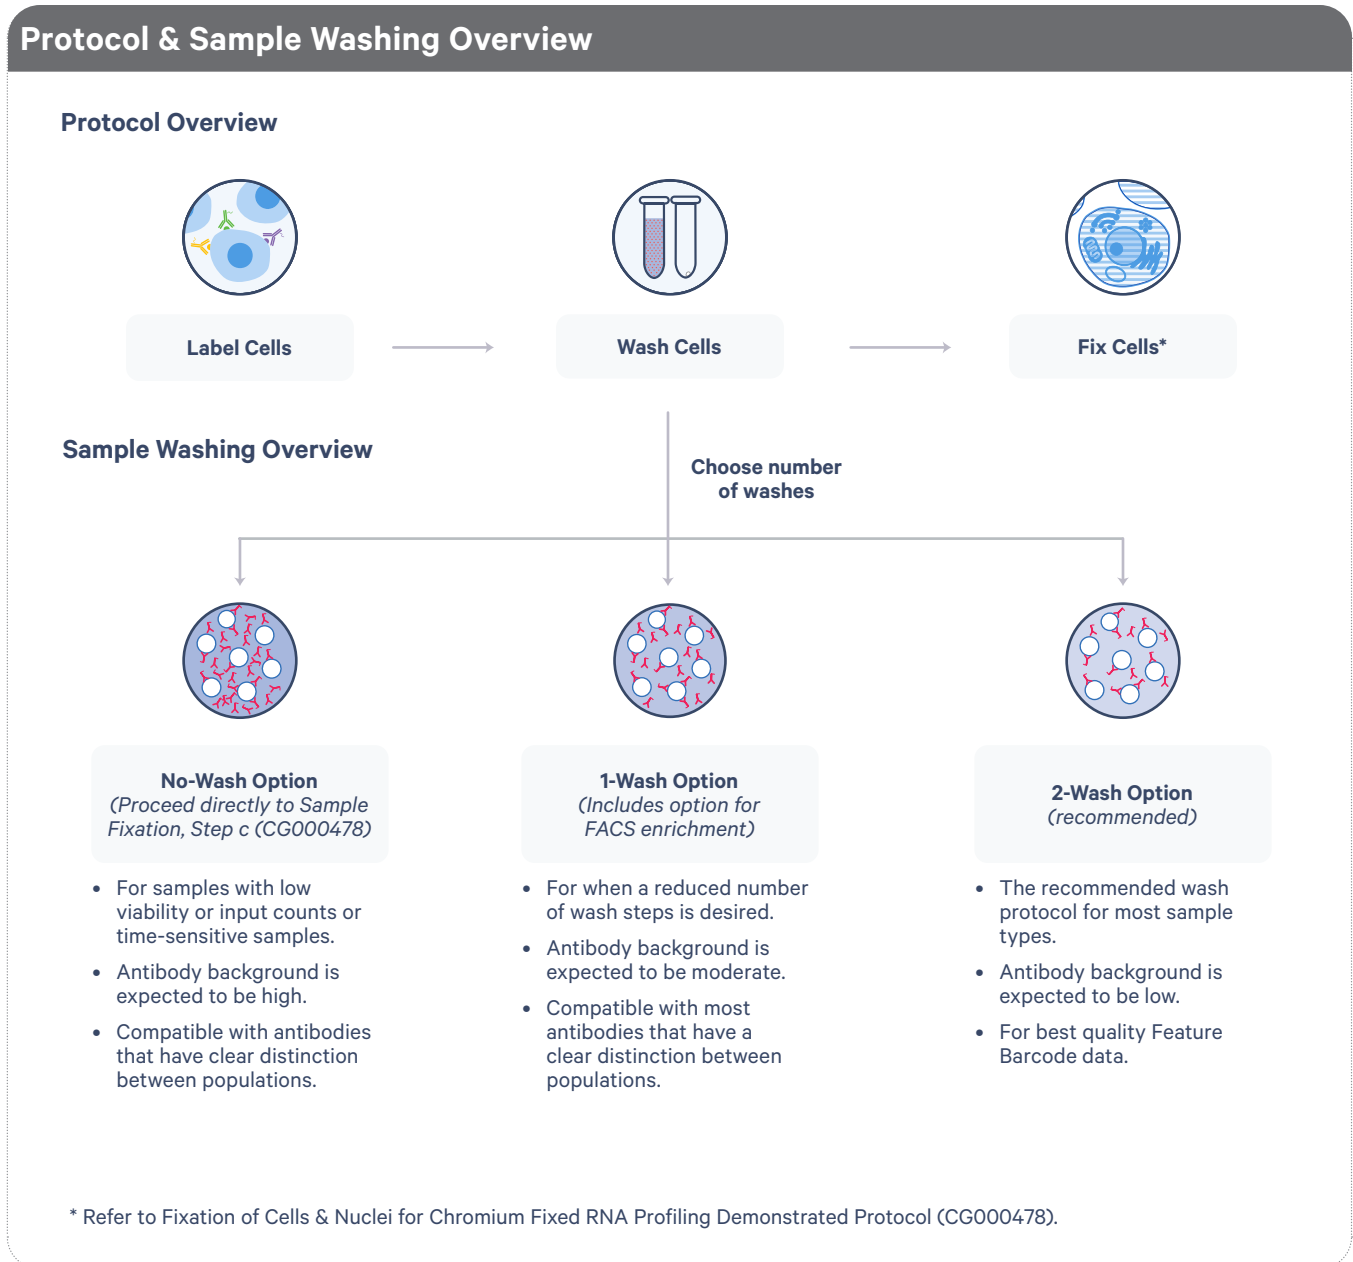 Protocol & Sample Washing Overview
Protocol Overview
Label Cells
Wash Cells
Fix Cells*
Sample Washing Overview
Choose number
of washes
No-Wash Option
(Proceed directly to Sample
Fixation, Step c (CG000478)
• For samples with low
viability or input counts or
time-sensitive samples.
• Antibody background is
expected to be high.
• Compatible with antibodies
that have clear distinction
between populations.
1-Wash Option
(Includes option for
FACS enrichment)
• For when a reduced number
of wash steps is desired.
• Antibody background is
expected to be moderate.
• Compatible with most
antibodies that have a
clear distinction between
populations.
2-Wash Option
(recommended)
• The recommended wash
protocol for most sample
types.
• Antibody background is
expected to be low.
• For best quality Feature
Barcode data.
* Refer to Fixation of Cells & Nuclei for Chromium Fixed RNA Profiling Demonstrated Protocol (CG000478).